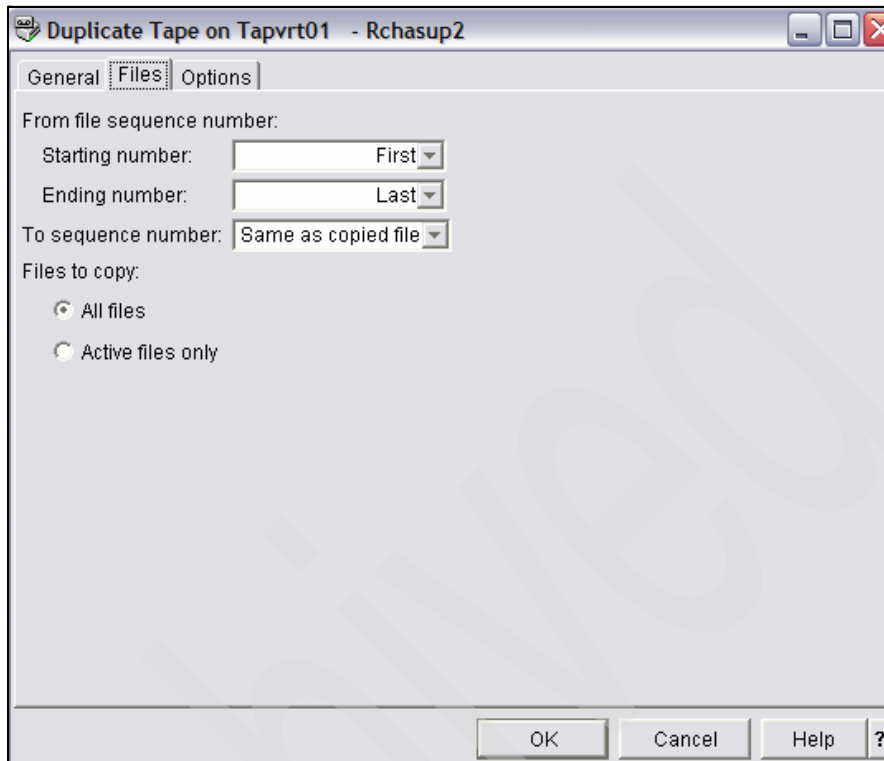 Duplicate Tape on Tapvrt01 - Rchasup2
General Files Options
From file sequence number:
Starting number: First
Ending number: Last
To sequence number: Same as copied file
Files to copy:
All files
Active files only
OK Cancel Help ?
hived